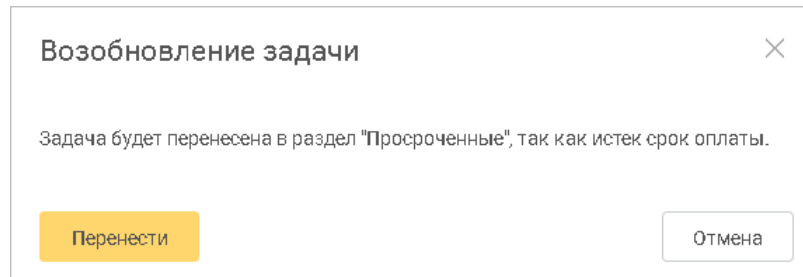 Возобновление задачи
Задача будет перенесена в раздел "Просроченные", так как истек срок оплаты.
Перенести
Отмена